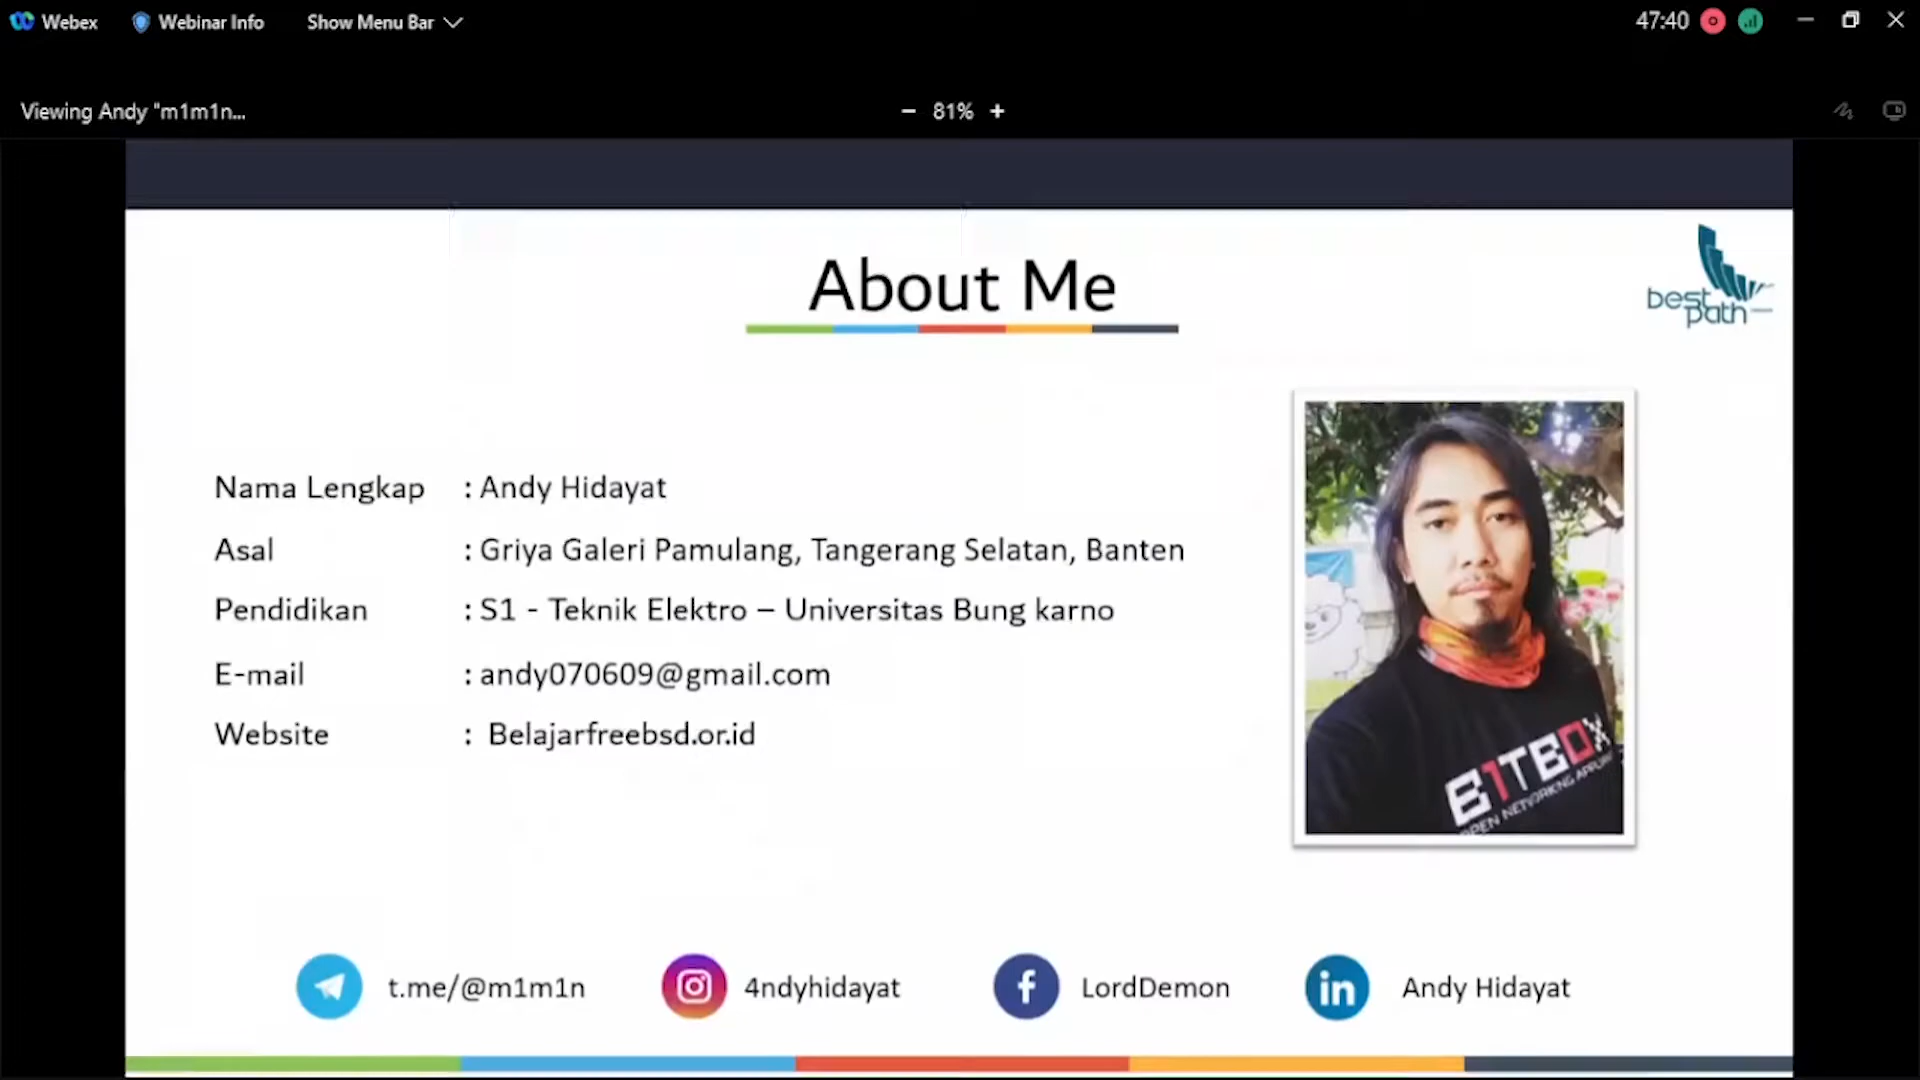 Webex
Webinar Info
Show Menu Bar
47:40
Viewing Andy "m1m1n...
− 81% +
About Me
best
path
Nama Lengkap : Andy Hidayat
Asal : Griya Galeri Pamulang, Tangerang Selatan, Banten
Pendidikan : S1 - Teknik Elektro – Universitas Bung karno
E-mail : andy070609@gmail.com
Website : Belajarfreebsd.or.id
B1TBOX
OPEN NETWORKING
t.me/@m1m1n
4ndyhidayat
LordDemon
Andy Hidayat